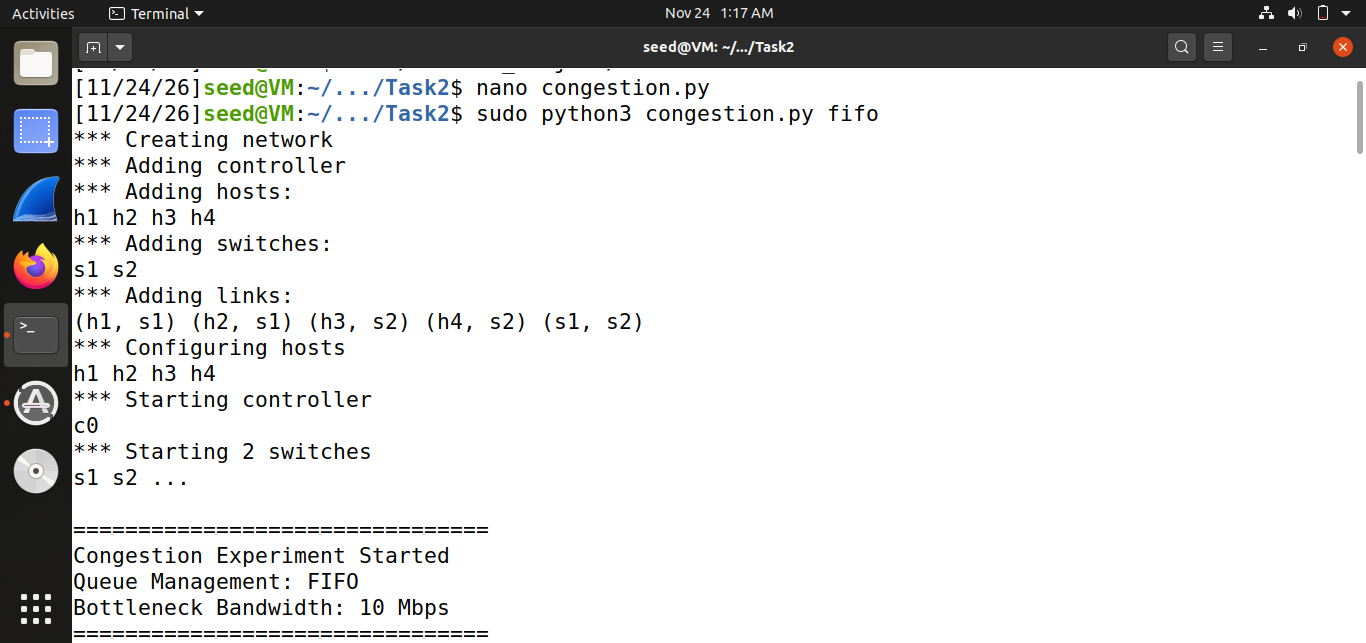 Activities Terminal Nov 24 1:17 AM
seed@VM: ~/.../Task2
[11/24/26]seed@VM:~/.../Task2$ nano congestion.py
[11/24/26]seed@VM:~/.../Task2$ sudo python3 congestion.py fifo
*** Creating network
*** Adding controller
*** Adding hosts:
h1 h2 h3 h4
*** Adding switches:
s1 s2
*** Adding links:
(h1, s1) (h2, s1) (h3, s2) (h4, s2) (s1, s2)
*** Configuring hosts
h1 h2 h3 h4
*** Starting controller
c0
*** Starting 2 switches
s1 s2 ...
================================
Congestion Experiment Started
Queue Management: FIFO
Bottleneck Bandwidth: 10 Mbps
================================